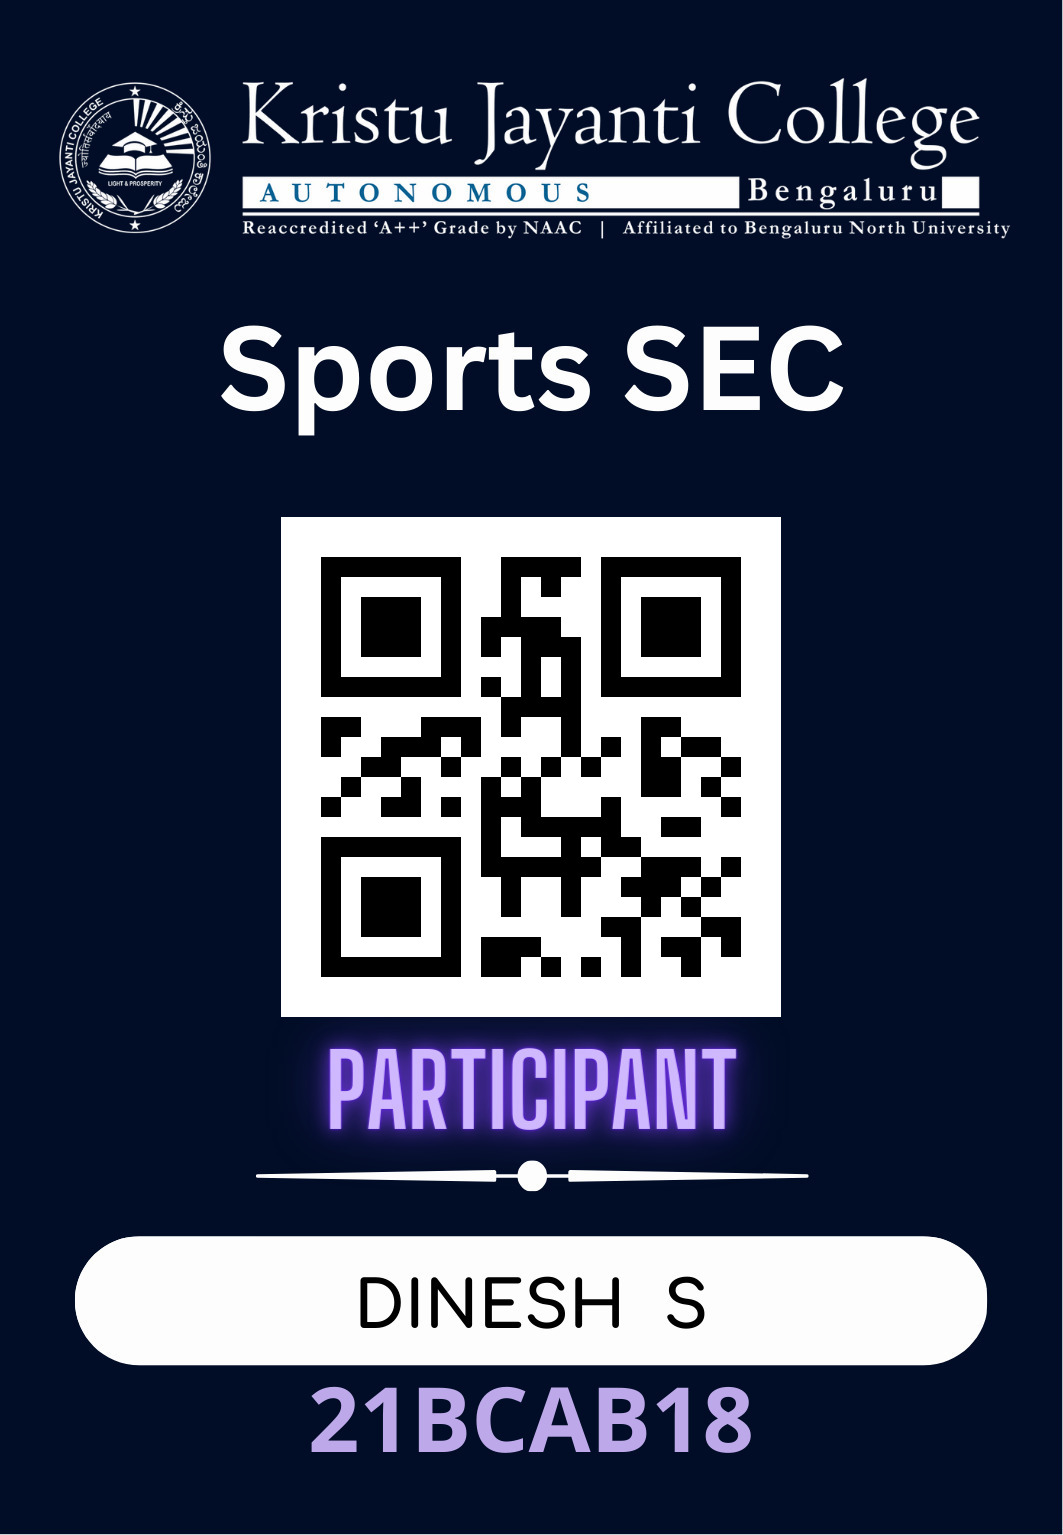 Kristu Jayanti College
AUTONOMOUS Bengaluru
Reaccredited ‘A++’ Grade by NAAC | Affiliated to Bengaluru North University
KRISTU JAYANTI COLLEGE
LIGHT & PROSPERITY
Sports SEC
PARTICIPANT
DINESH S
21BCAB18